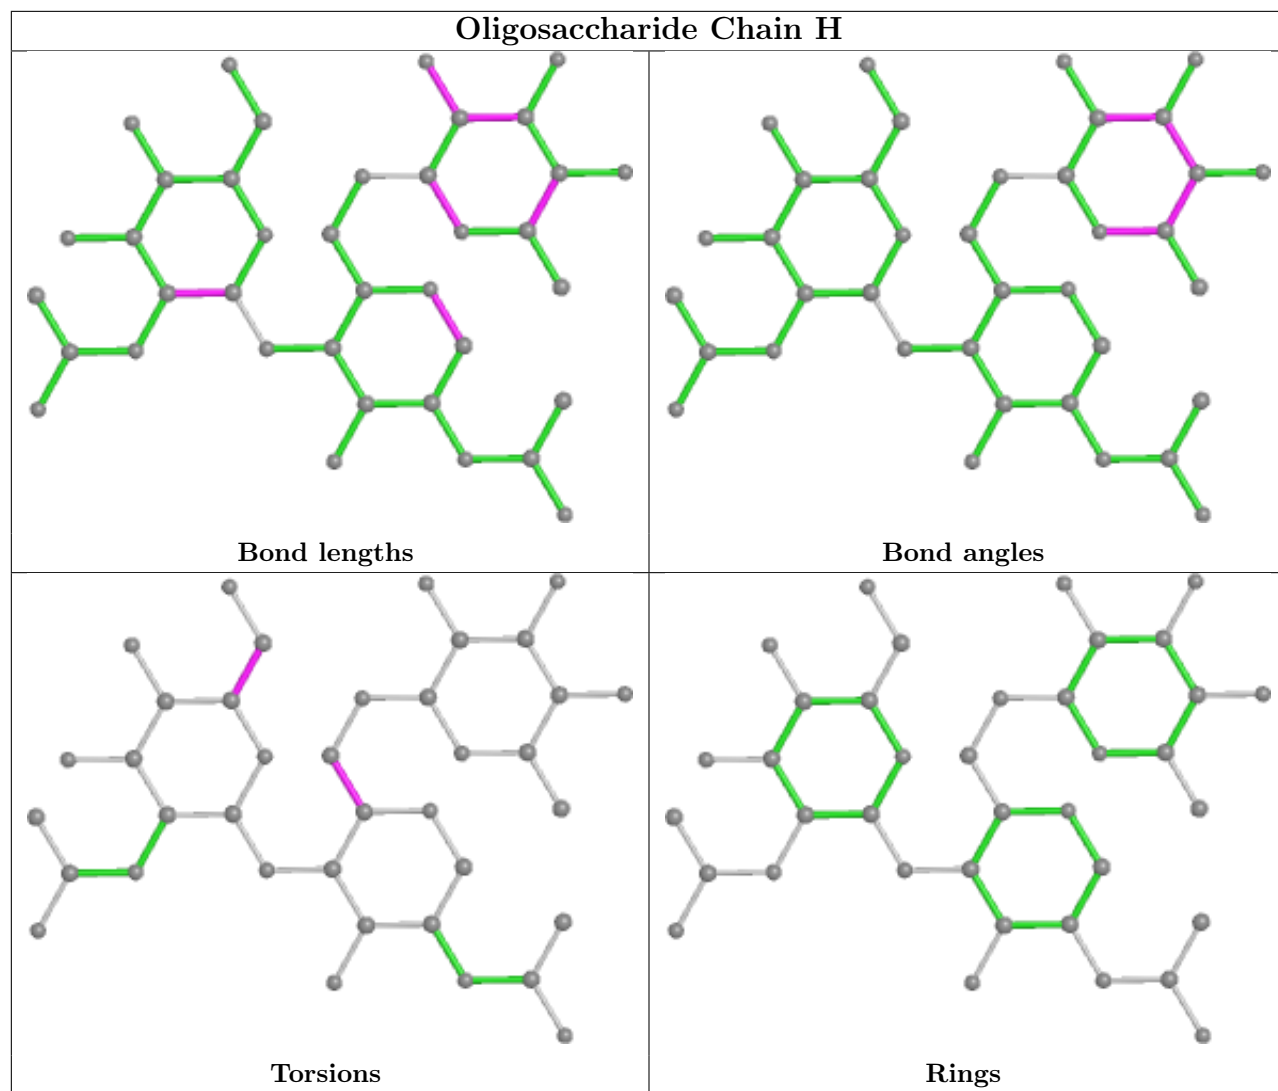 Oligosaccharide Chain H
Bond lengths
Bond angles
Torsions
Rings